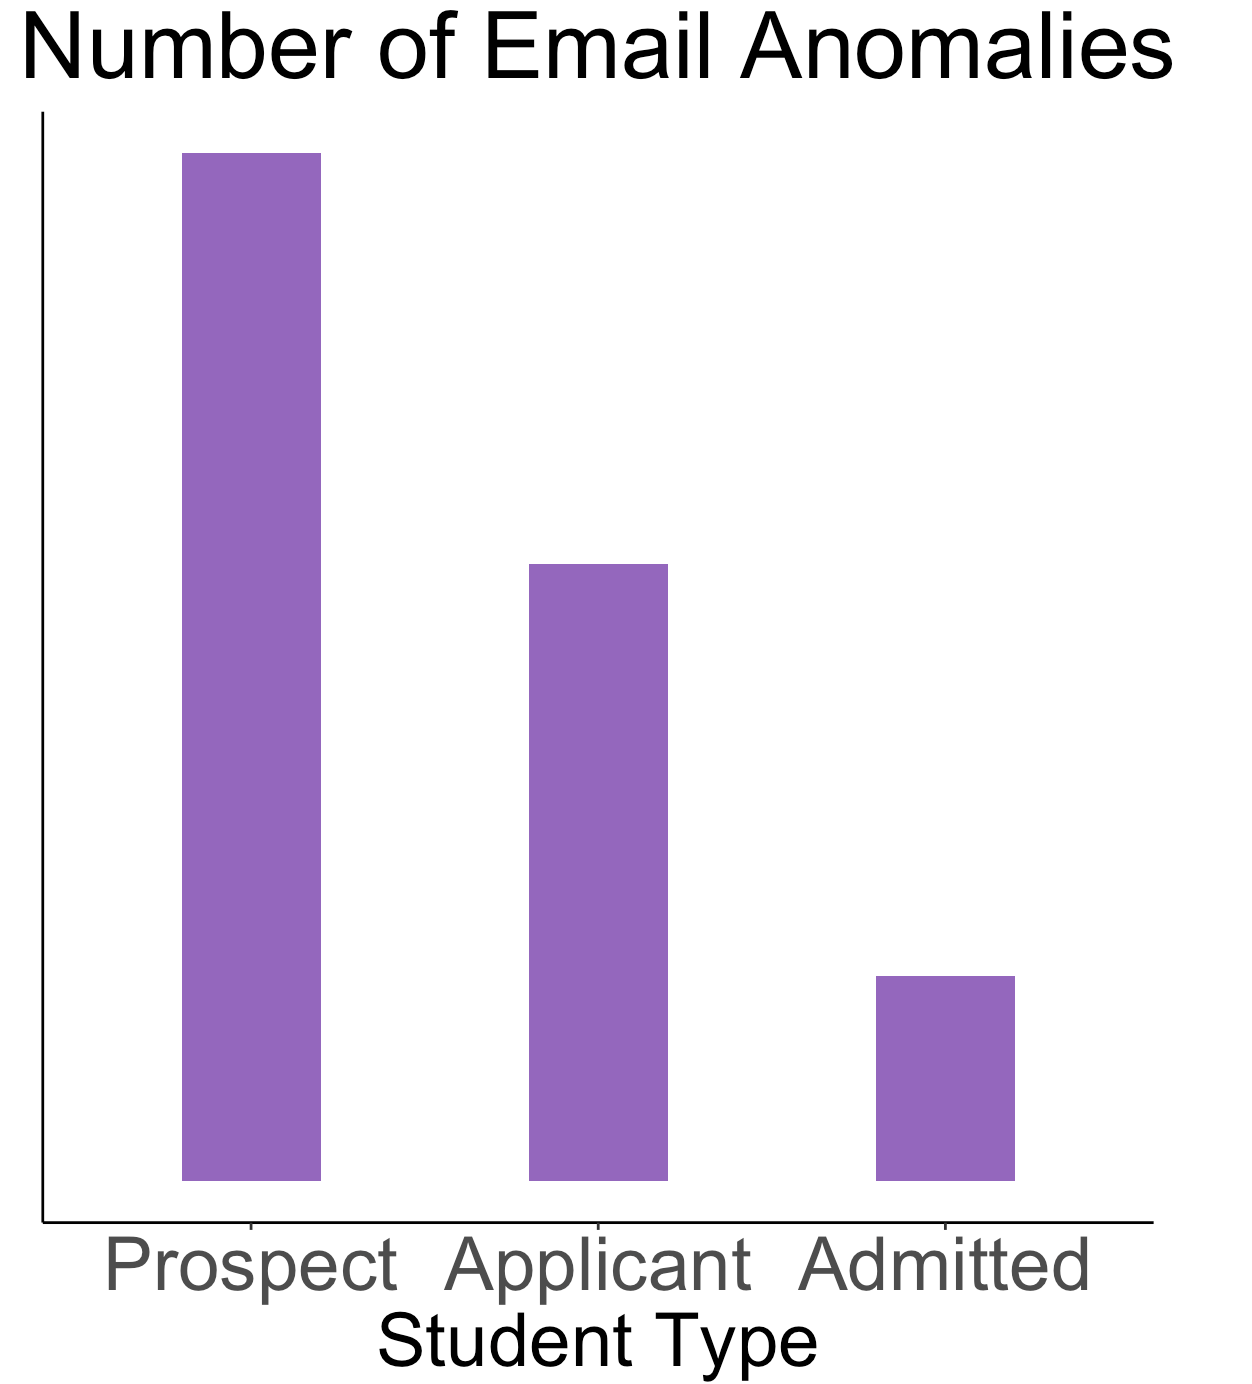 Number of Email Anomalies
Prospect Applicant Admitted
Student Type